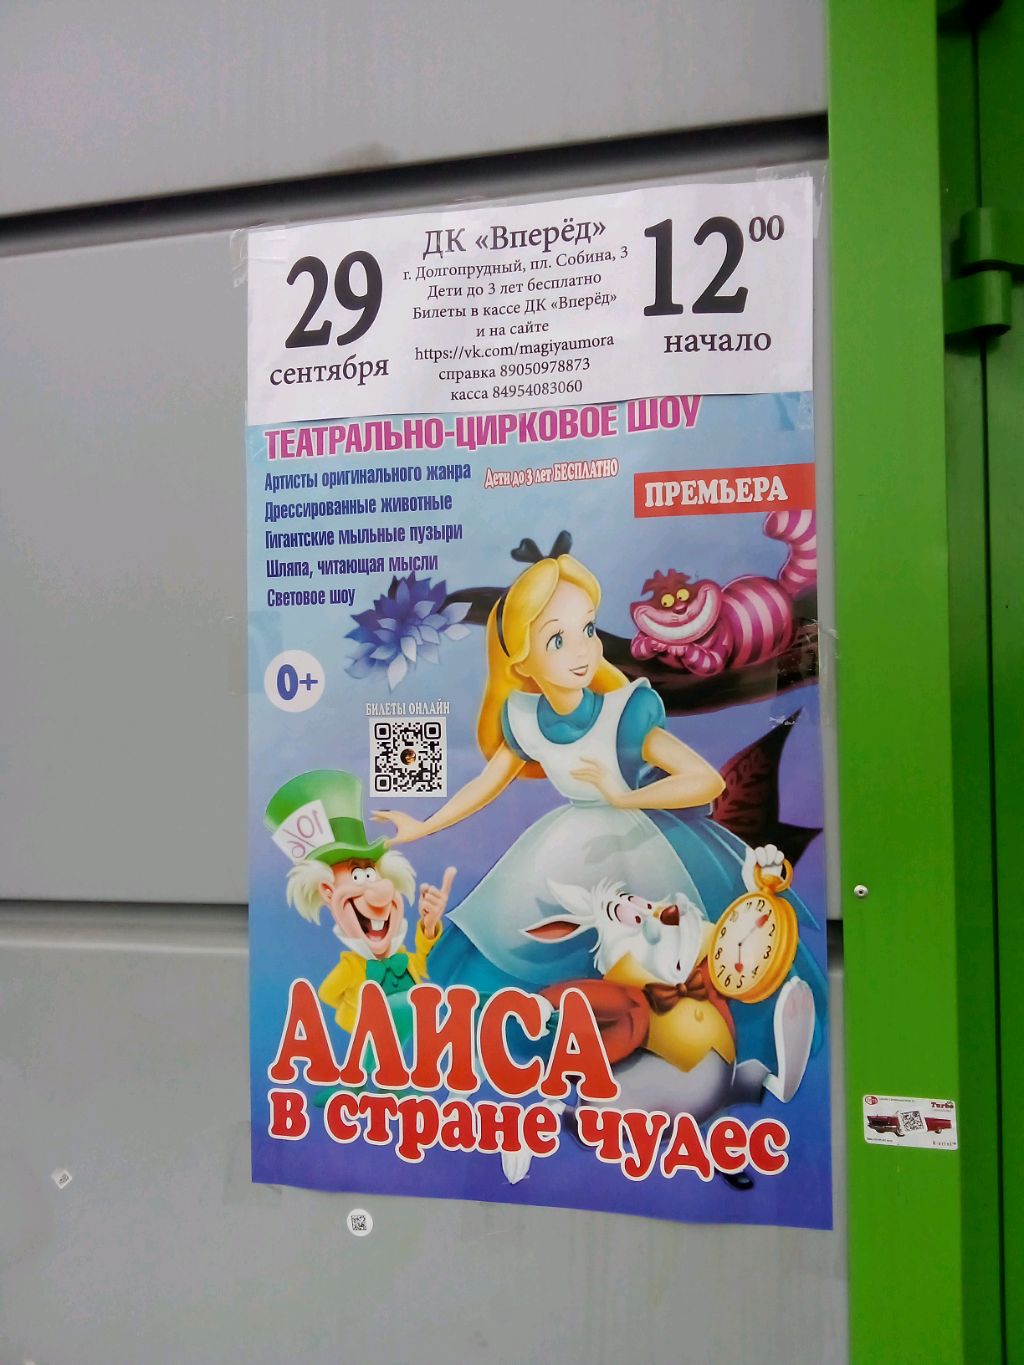 29
сентября
ДК «Вперёд»
г. Долгопрудный, пл. Собина, 3
Дети до 3 лет бесплатно
Билеты в кассе ДК «Вперёд»
и на сайте
https://vk.com/magiyaumora
справка 89050978873
касса 84954083060
12 00
начало
ТЕАТРАЛЬНО-ЦИРКОВОЕ ШОУ
Артисты оригинального жанра
Дрессированные животные
Гигантские мыльные пузыри
Шляпа, читающая мысли
Световое шоу
Дети до 3 лет БЕСПЛАТНО
ПРЕМЬЕРА
0+
БИЛЕТЫ ОНЛАЙН
10/6
АЛИСА
в стране чудес
Turbo